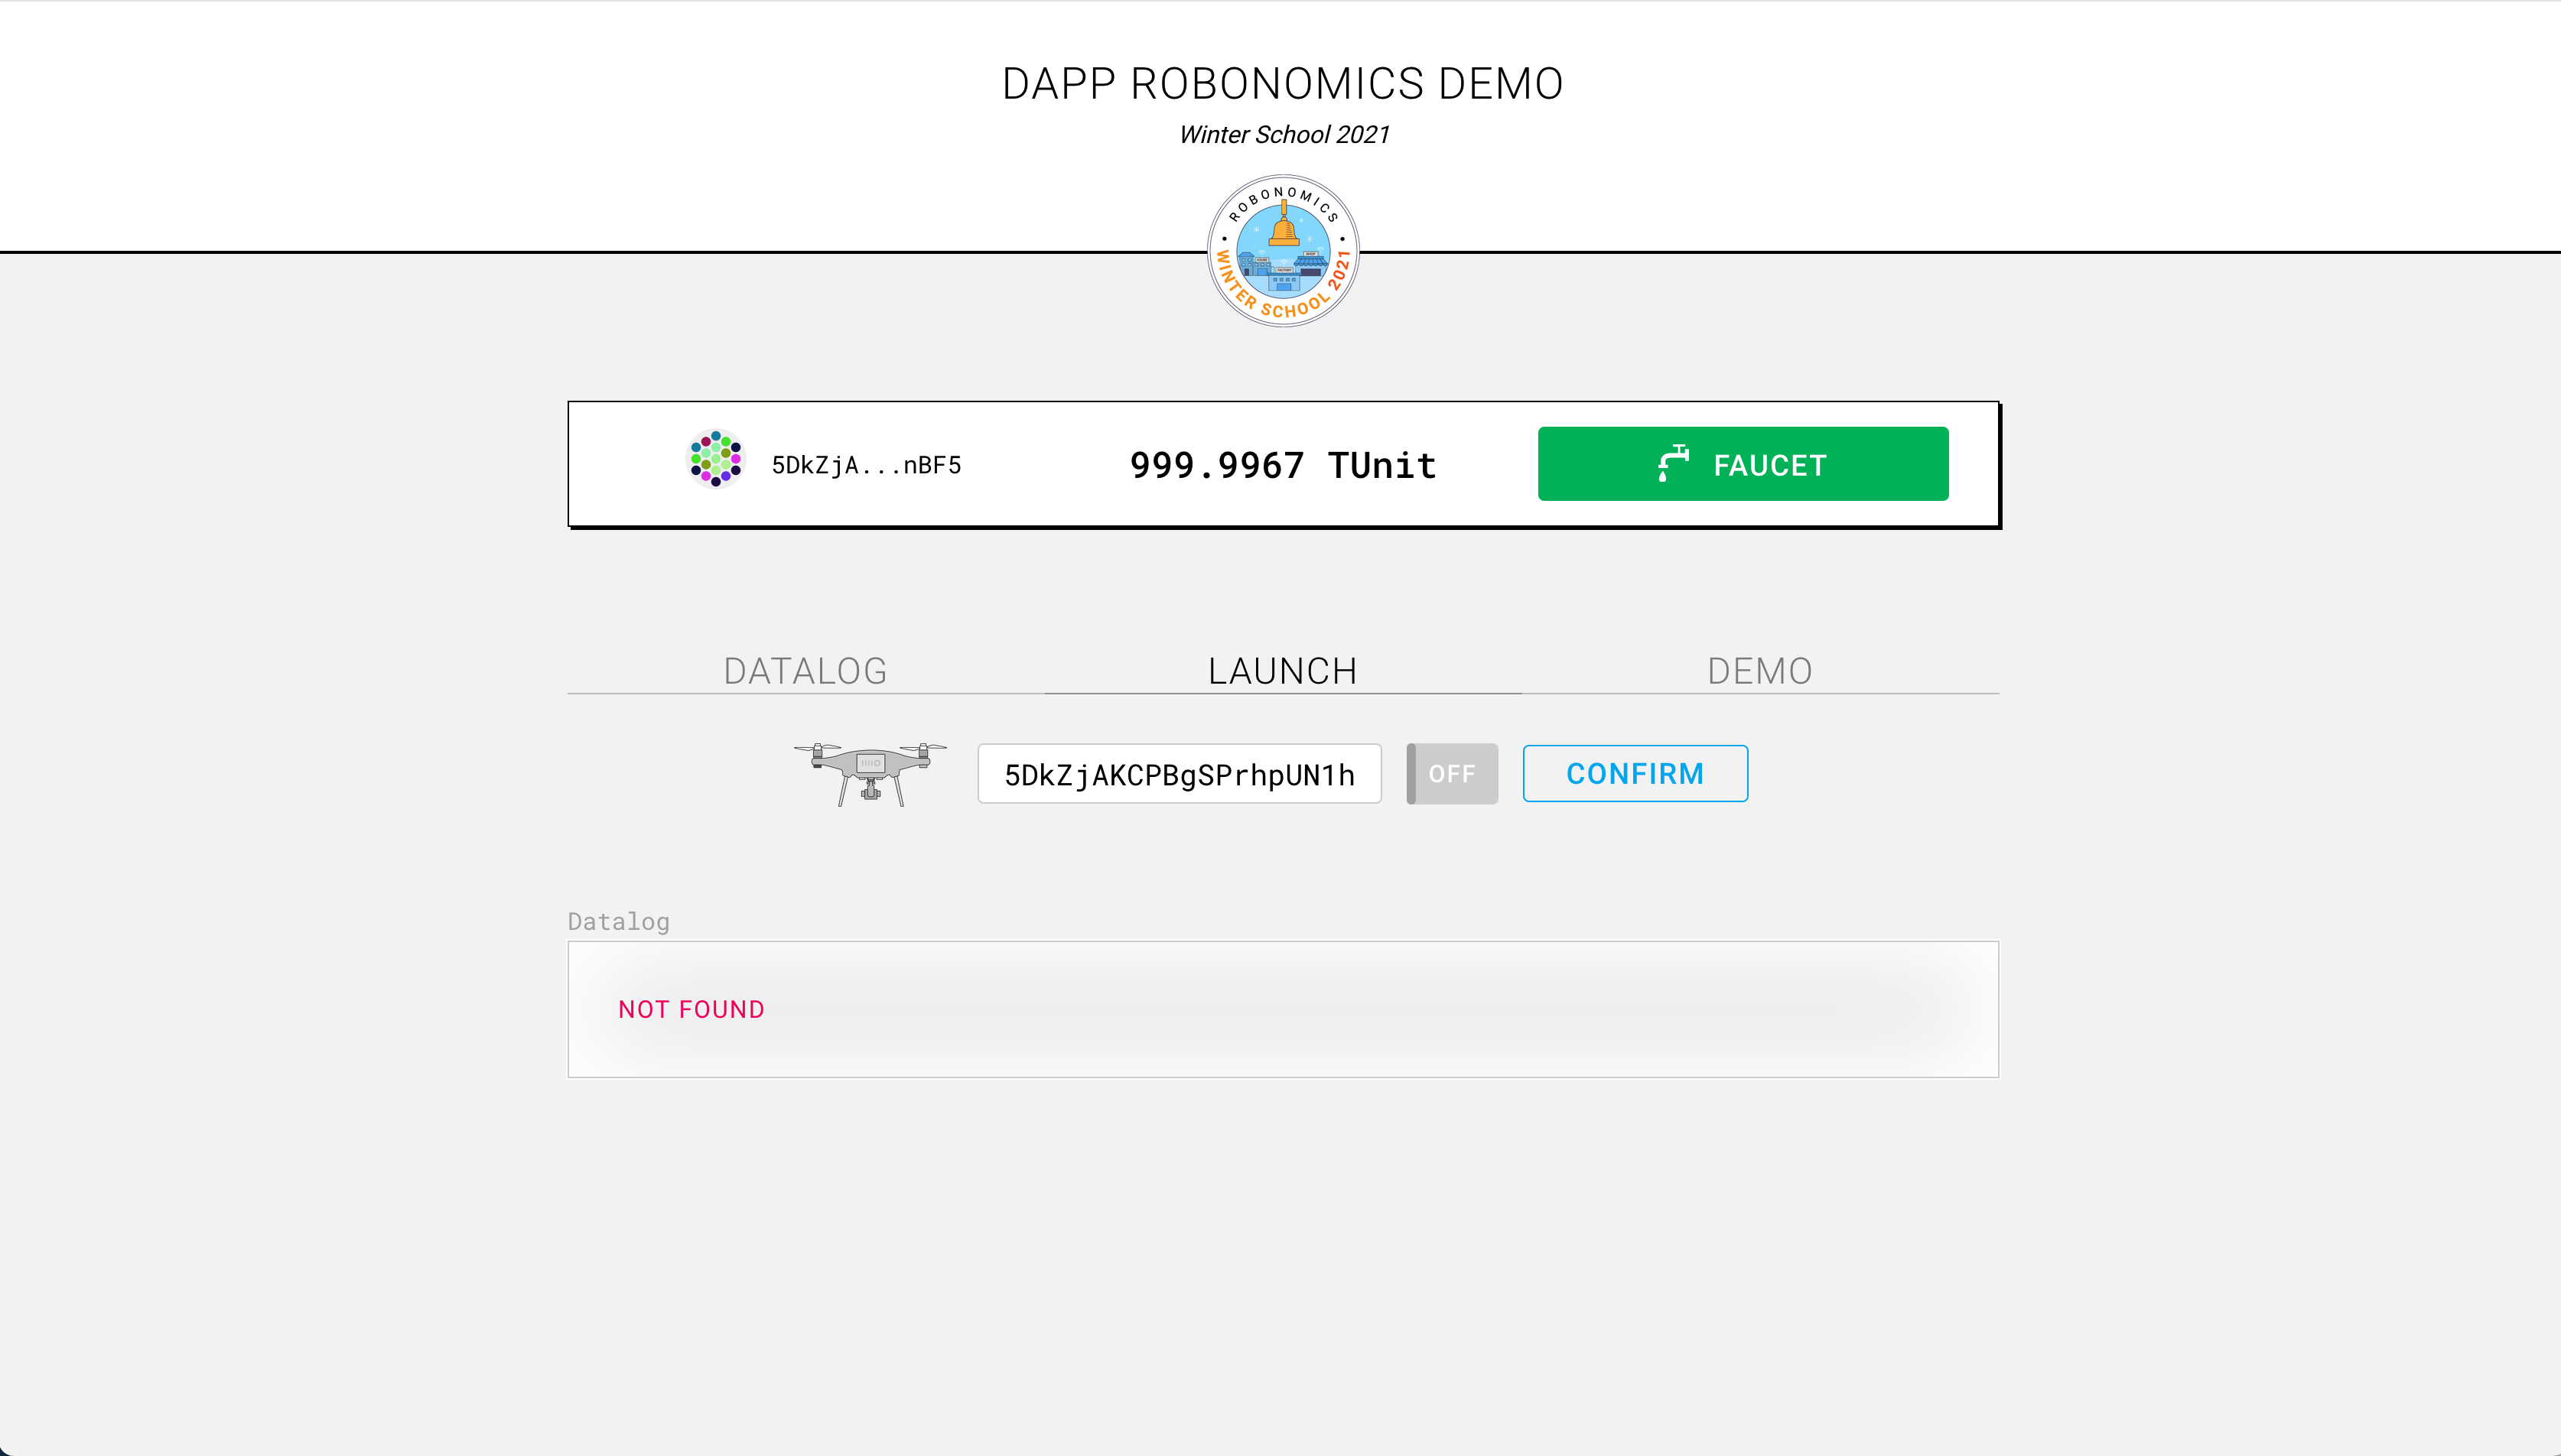 DAPP ROBONOMICS DEMO
Winter School 2021
ROBONOMICS
WINTER SCHOOL 2021
5DkZjA...nBF5
999.9967 TUnit
FAUCET
DATALOG
LAUNCH
DEMO
5DkZjAKCPBgSPrhpUN1h
OFF
CONFIRM
Datalog
NOT FOUND